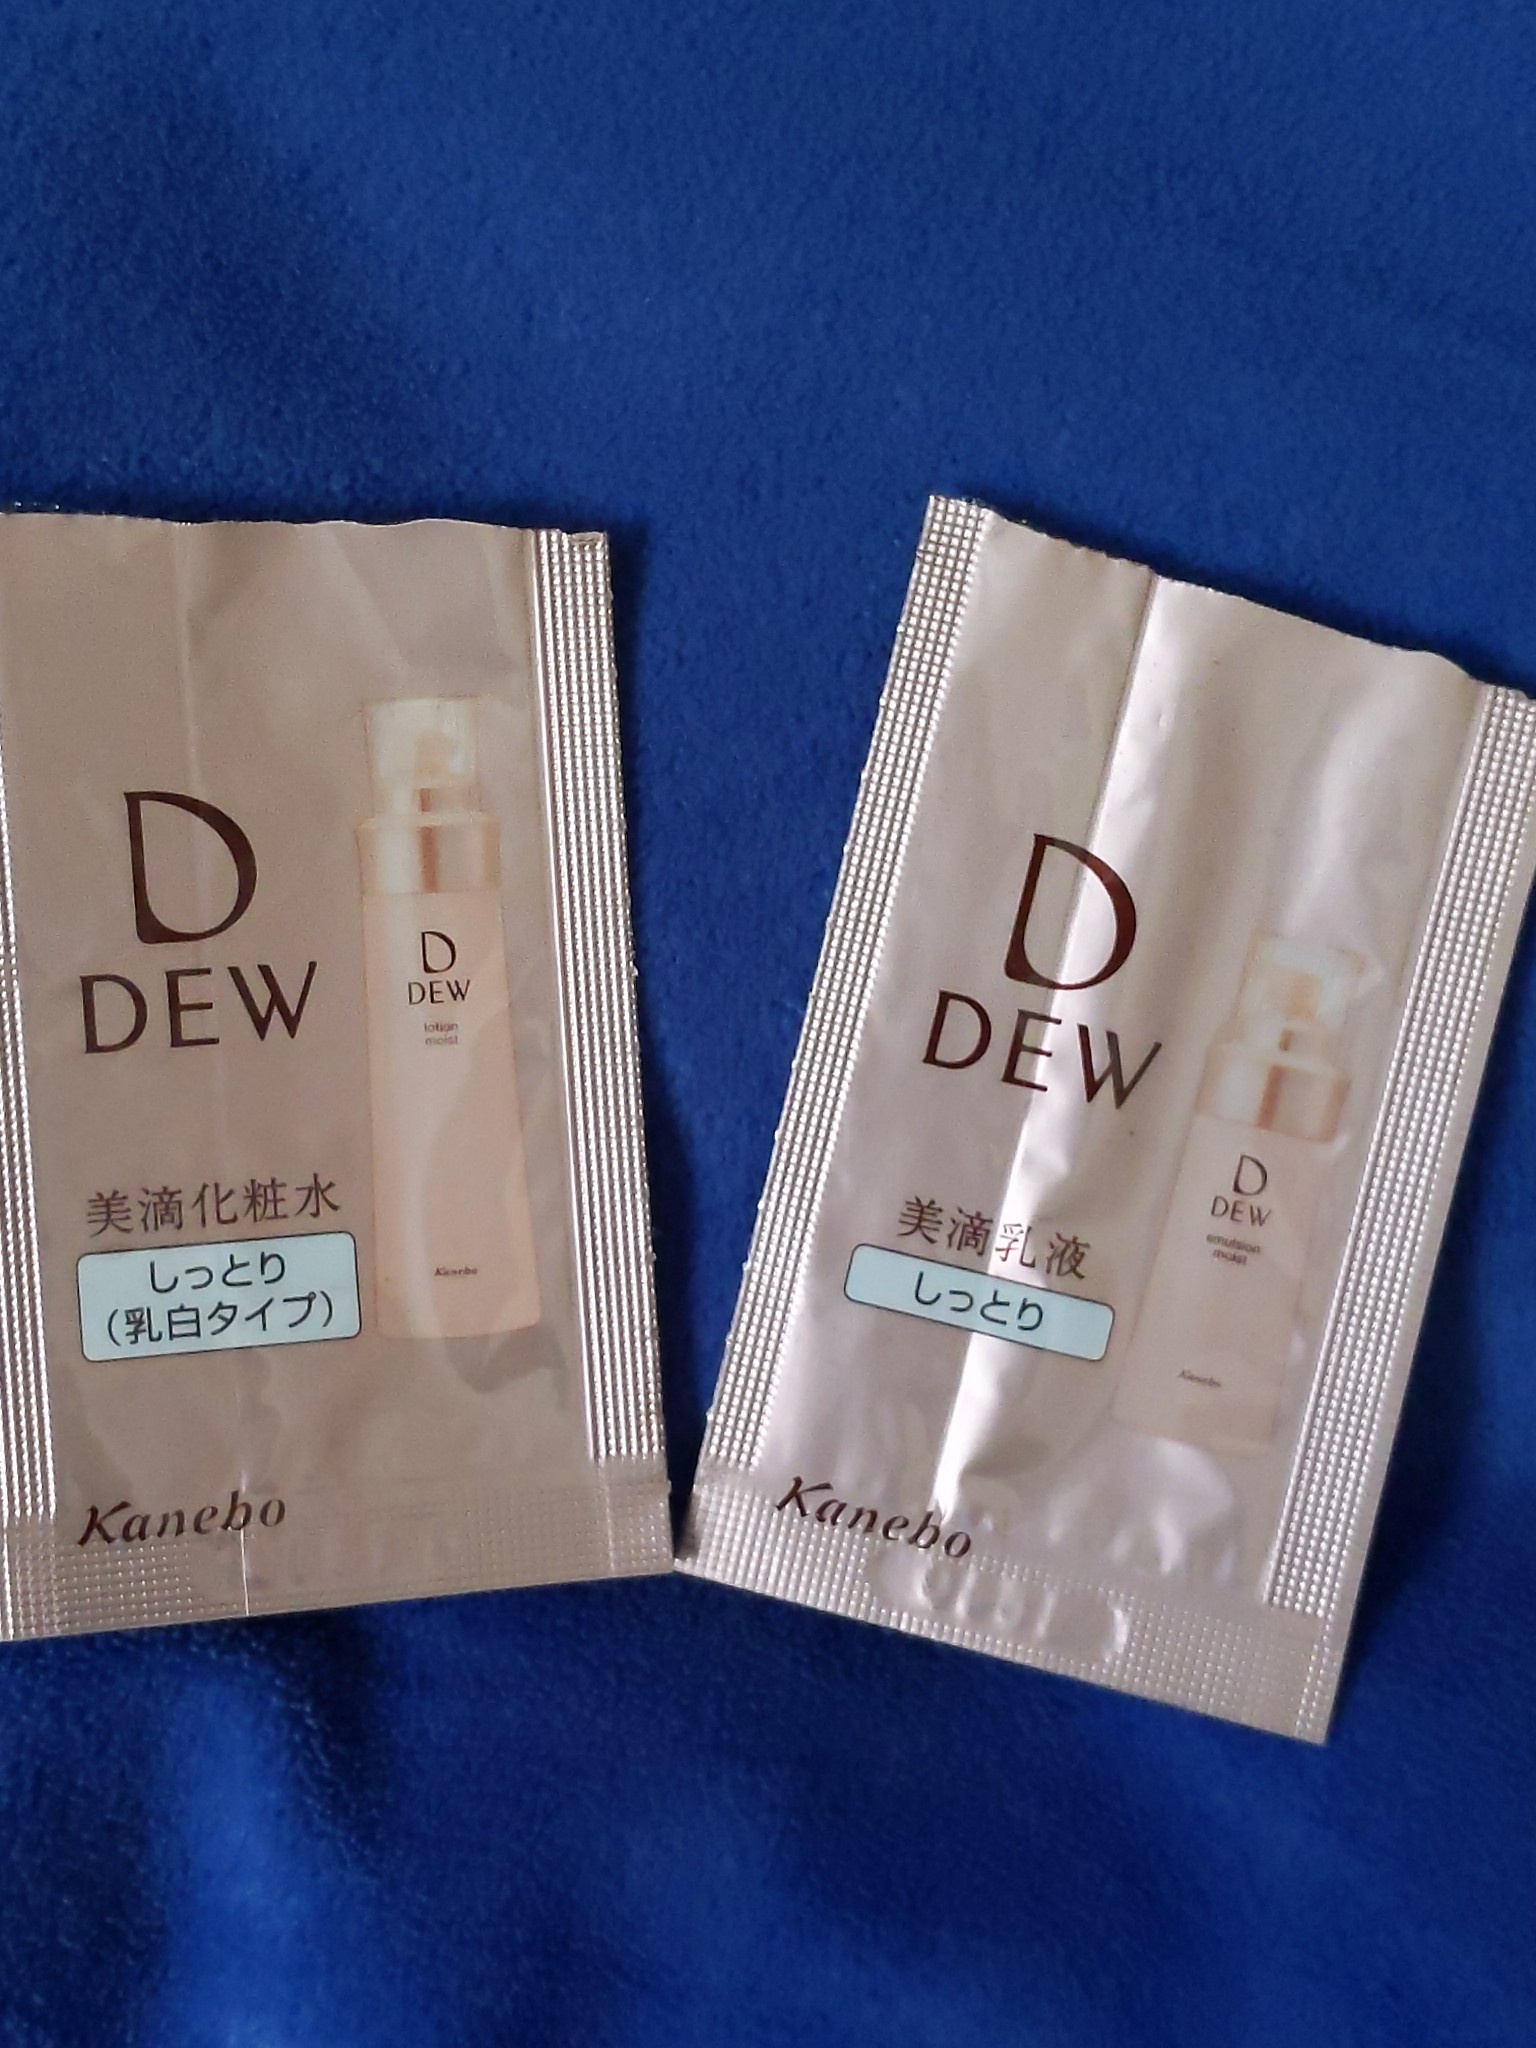 D
DEW
美滴化粧水
しっとり
(乳白タイプ)
Kanebo
D
DEW
lotion
moist
Kanebo
D
DEW
美滴乳液
しっとり
Kanebo
D
DEW
emulsion
moist
Kanebo